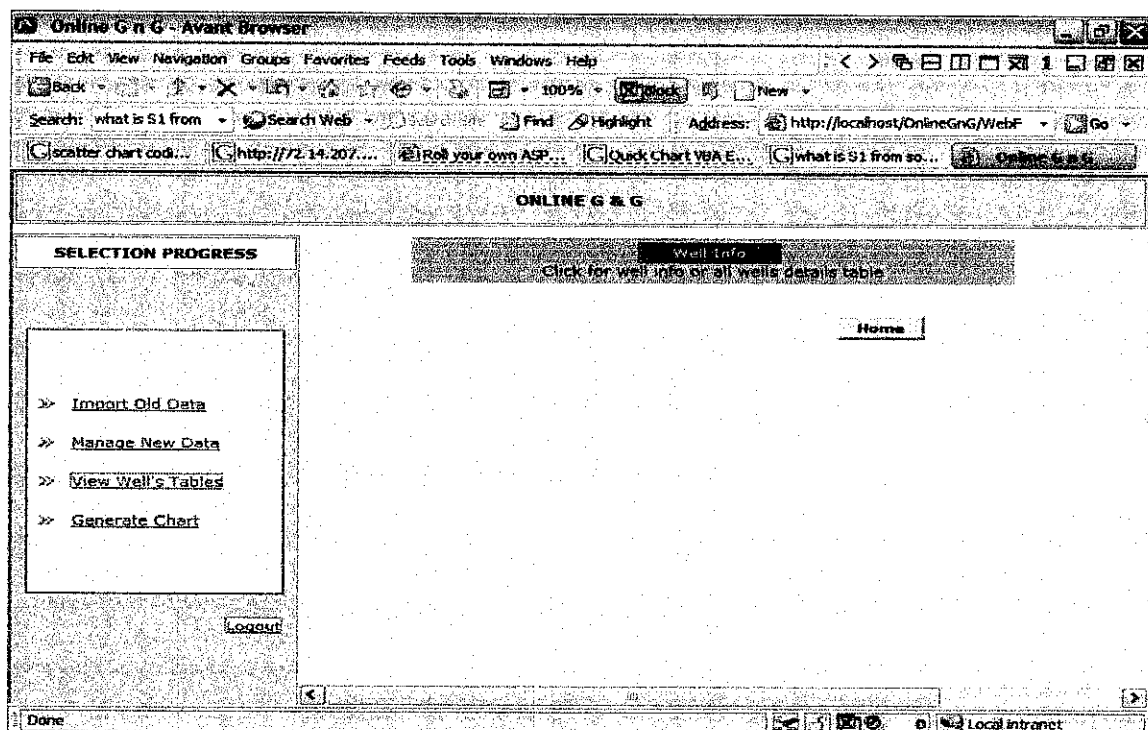 Online G n G - Avant Browser
File Edit View Navigation Groups Favorites Feeds Tools Windows Help
Back 100% Block New
Search: what is S1 from Search Web Find Highlight Address: http://localhost/OnlineGnG/WebF Go
scatter chart codi... http://72.14.207.... Roll your own ASP... Quick Chart VBA E... what is S1 from so... Online G n G
ONLINE G & G
SELECTION PROGRESS
Well Info
Click for well info or all wells details table
Home
» Import Old Data
» Manage New Data
» View Well's Tables
» Generate Chart
Logout
Done 0 Local intranet